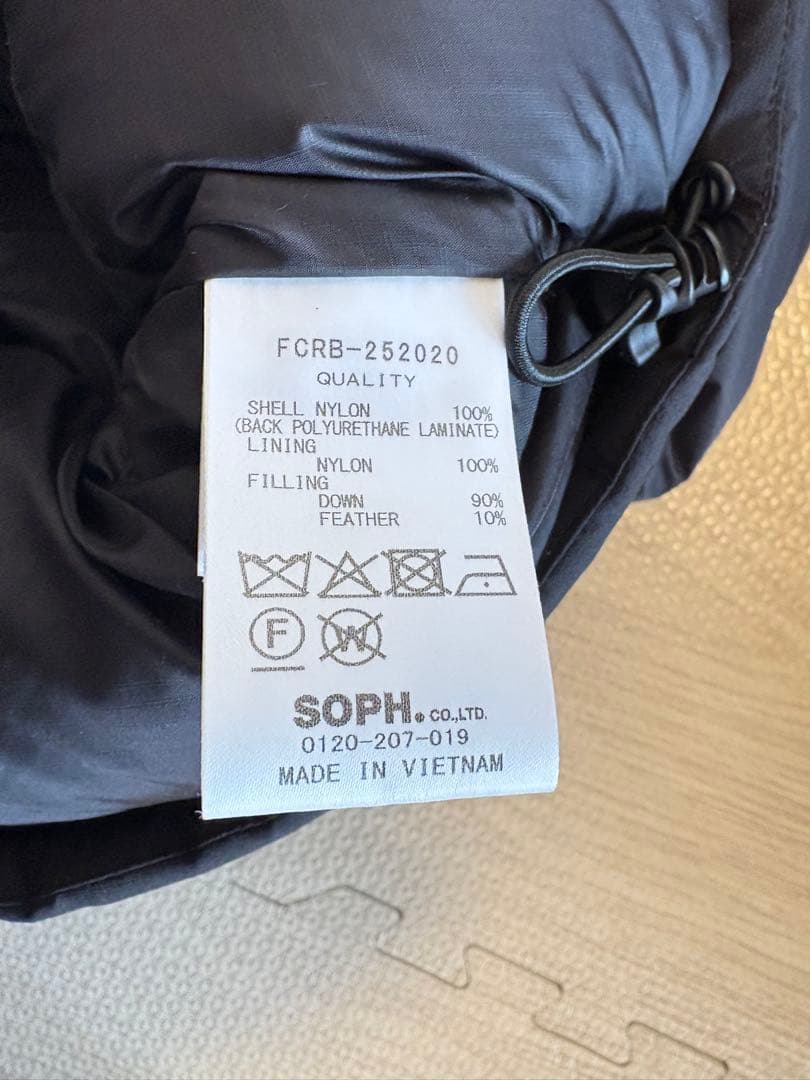 FCRB-252020
QUALITY
SHELL NYLON 100%
(BACK POLYURETHANE LAMINATE)
LINING
NYLON 100%
FILLING
DOWN 90%
FEATHER 10%
F W
SOPH. CO.,LTD.
0120-207-019
MADE IN VIETNAM